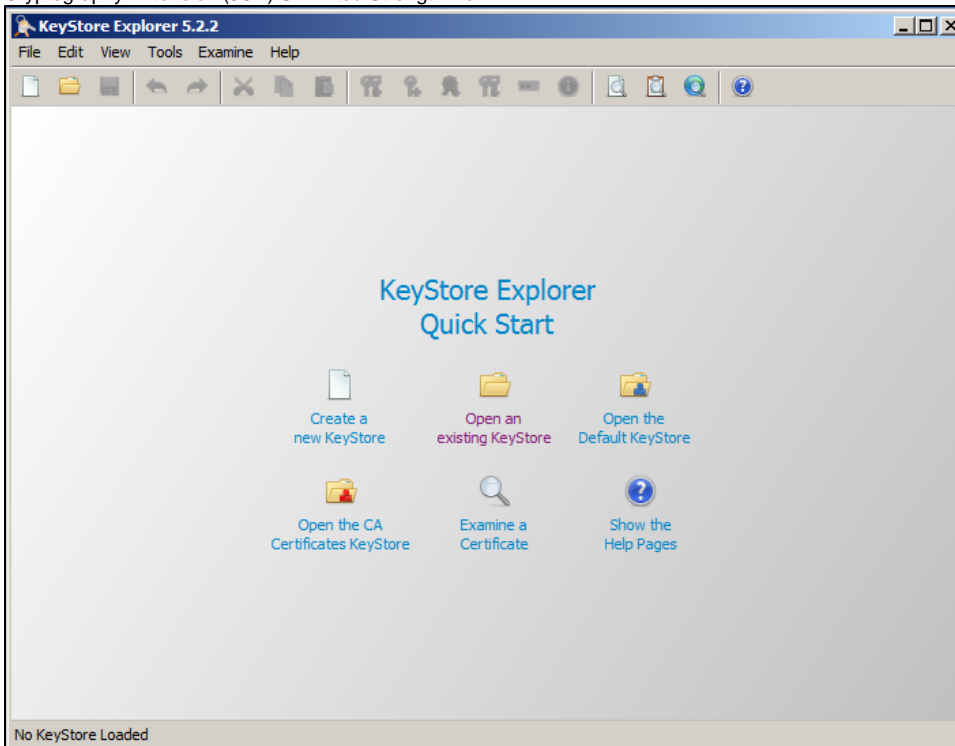 KeyStore Explorer 5.2.2
File Edit View Tools Examine Help
KeyStore Explorer
Quick Start
Create a
new KeyStore
Open an
existing KeyStore
Open the
Default KeyStore
Open the CA
Certificates KeyStore
Examine a
Certificate
Show the
Help Pages
No KeyStore Loaded